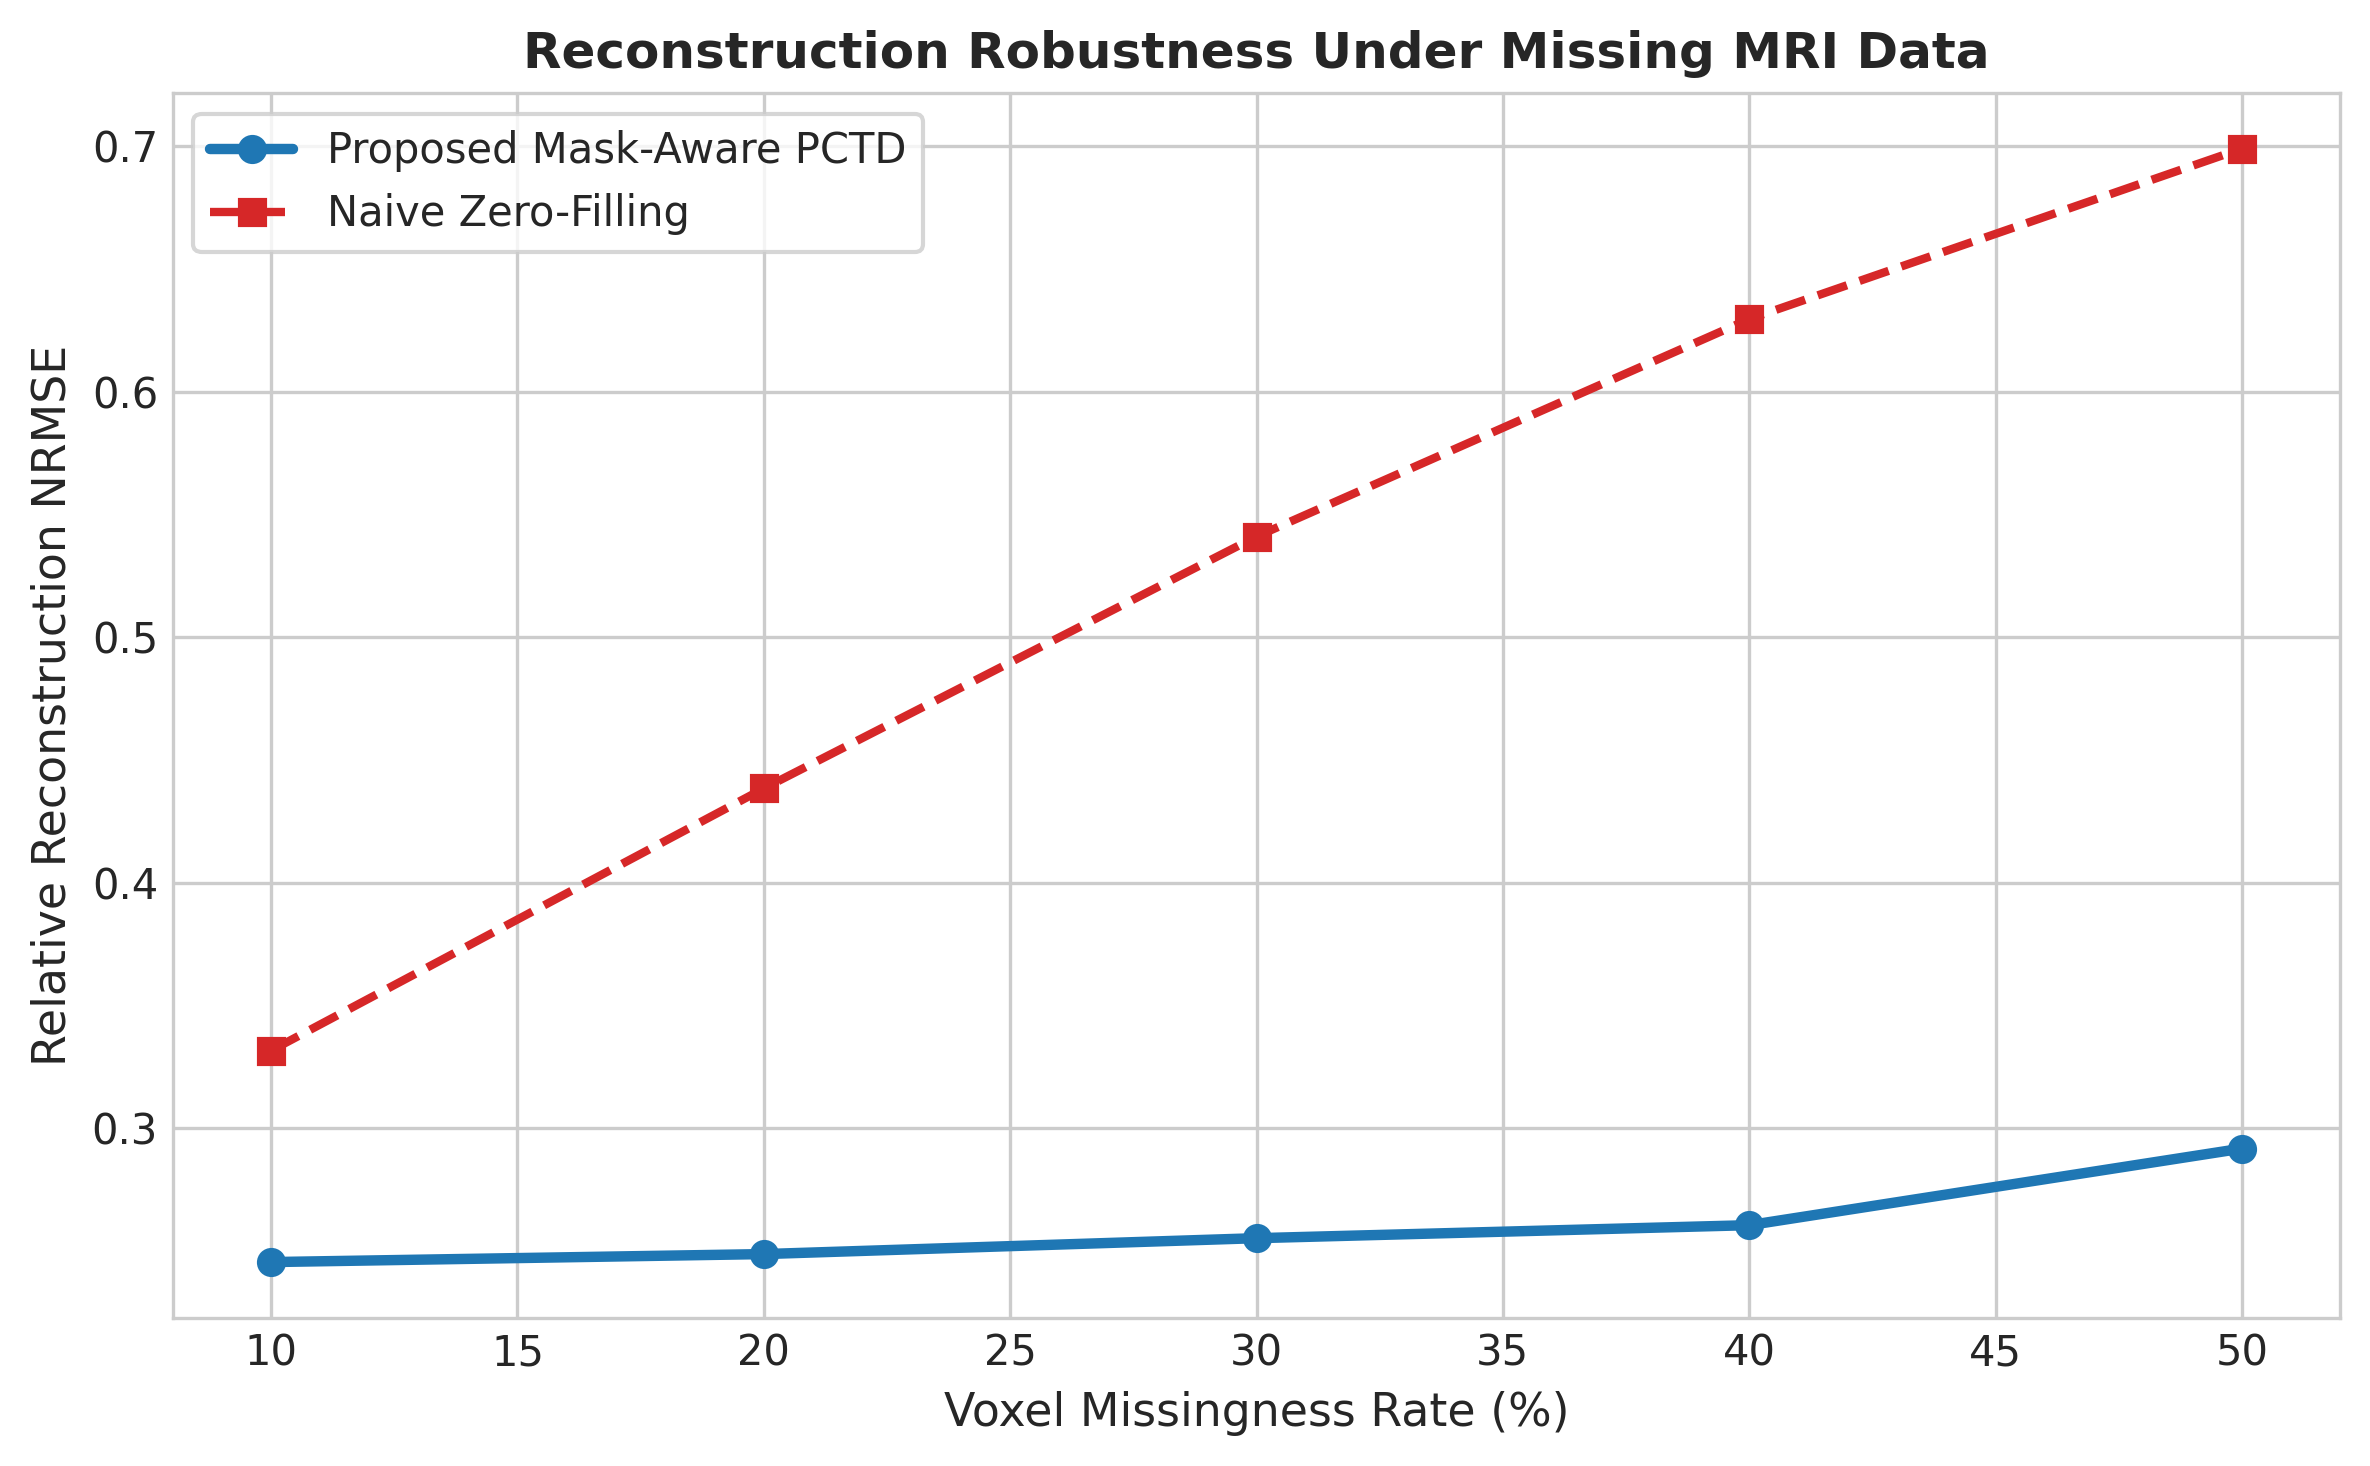 Reconstruction Robustness Under Missing MRI Data
Proposed Mask-Aware PCTD
Naive Zero-Filling
Relative Reconstruction NRMSE
0.7
0.6
0.5
0.4
0.3
10 15 20 25 30 35 40 45 50
Voxel Missingness Rate (%)